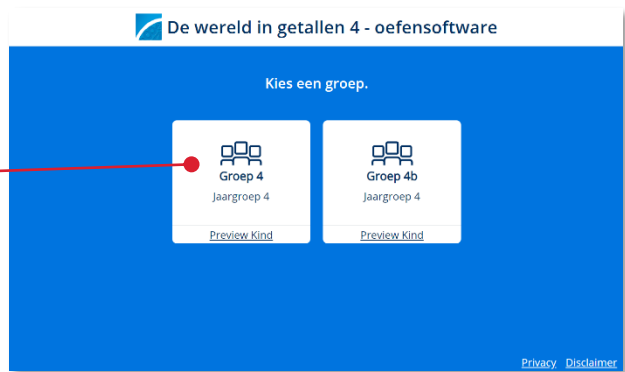 De wereld in getallen 4 - oefensoftware
Kies een groep.
Groep 4
Jaargroep 4
Preview Kind
Groep 4b
Jaargroep 4
Preview Kind
Privacy Disclaimer